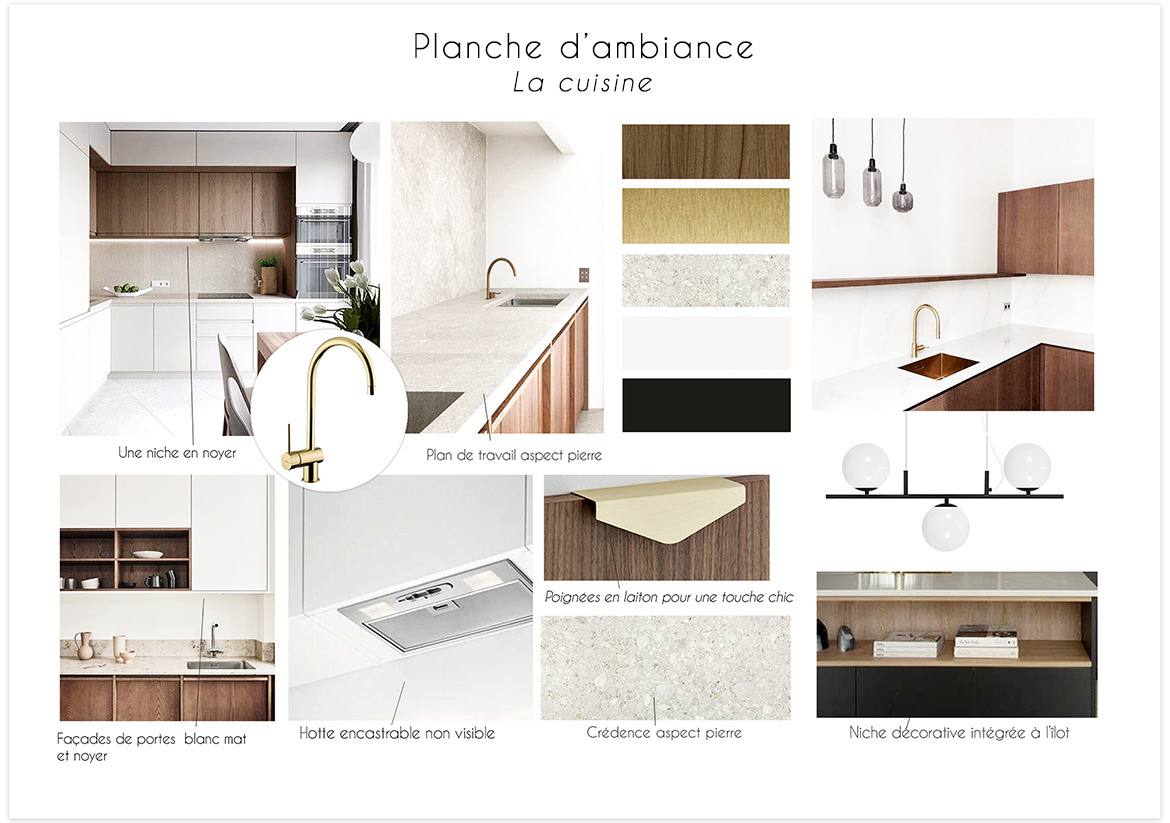 Planche d'ambiance
La cuisine
Une niche en noyer
Plan de travail aspect pierre
Poignées en laiton pour une touche chic
Façades de portes blanc mat
et noyer
Hotte encastrable non visible
Crédence aspect pierre
Niche décorative intégrée à l'îlot